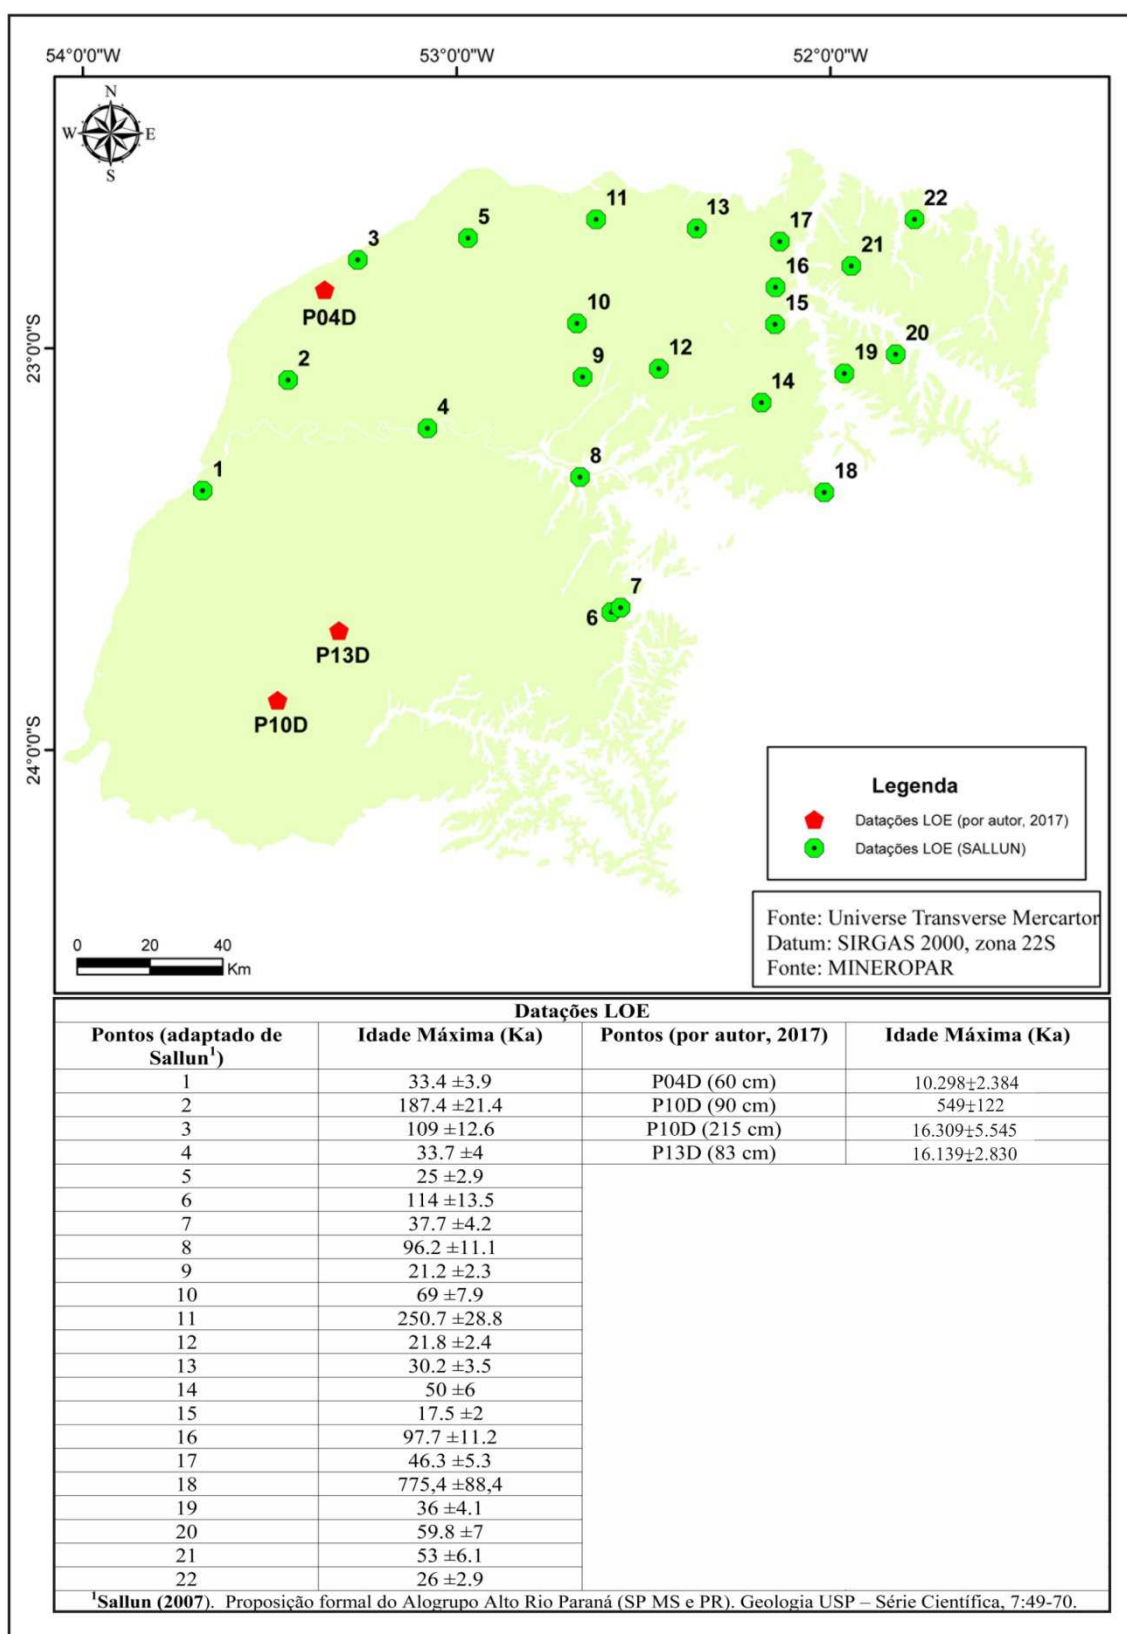 54°0'0"W 53°0'0"W 52°0'0"W
N
W E
S
11 13 22
5 17
3 21
16
P04D
10 15
23°0'0"S
2 9 12 19 20
4 14
1 8 18
7
6
P13D
P10D
24°0'0"S
Legenda
Datações LOE (por autor, 2017)
Datações LOE (SALLUN)
Fonte: Universe Transverse Mercartor
Datum: SIRGAS 2000, zona 22S
Fonte: MINEROPAR
0 20 40
Km
Datações LOE
Pontos (adaptado de Sallun¹) Idade Máxima (Ka) Pontos (por autor, 2017) Idade Máxima (Ka)
1 33.4 ±3.9 P04D (60 cm) 10.298±2.384
2 187.4 ±21.4 P10D (90 cm) 549±122
3 109 ±12.6 P10D (215 cm) 16.309±5.545
4 33.7 ±4 P13D (83 cm) 16.139±2.830
5 25 ±2.9
6 114 ±13.5
7 37.7 ±4.2
8 96.2 ±11.1
9 21.2 ±2.3
10 69 ±7.9
11 250.7 ±28.8
12 21.8 ±2.4
13 30.2 ±3.5
14 50 ±6
15 17.5 ±2
16 97.7 ±11.2
17 46.3 ±5.3
18 775,4 ±88,4
19 36 ±4.1
20 59.8 ±7
21 53 ±6.1
22 26 ±2.9
¹Sallun (2007). Proposição formal do Alogrupo Alto Rio Paraná (SP MS e PR). Geologia USP – Série Científica, 7:49-70.